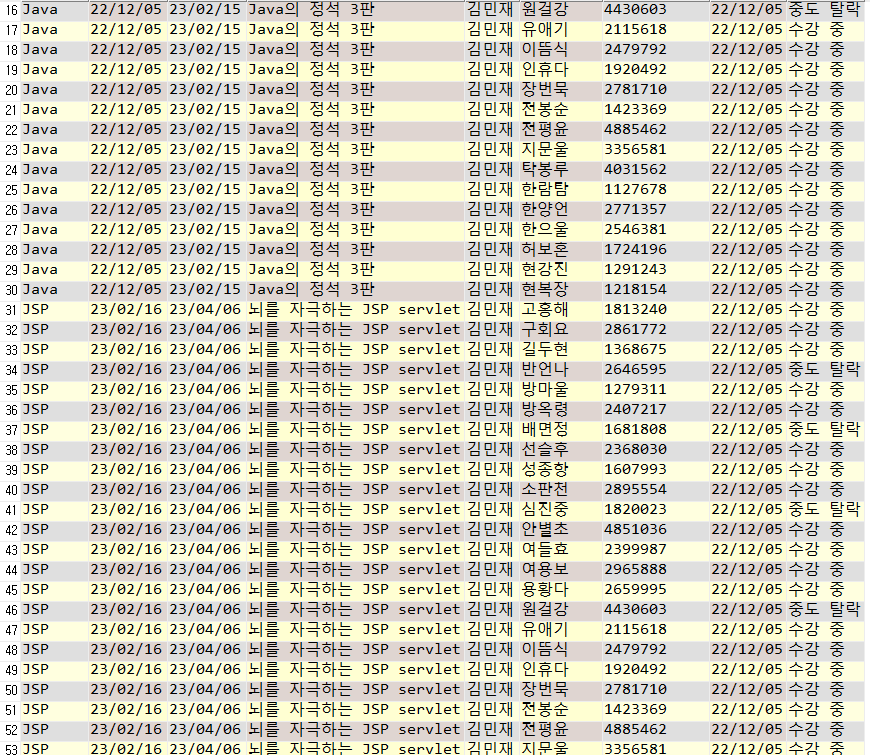 16 Java 22/12/05 23/02/15 Java의 정석 3판 김민재 원걸강 4430603 22/12/05 중도 탈락
17 Java 22/12/05 23/02/15 Java의 정석 3판 김민재 유애기 2115618 22/12/05 수강 중
18 Java 22/12/05 23/02/15 Java의 정석 3판 김민재 이뜸식 2479792 22/12/05 수강 중
19 Java 22/12/05 23/02/15 Java의 정석 3판 김민재 인휴다 1920492 22/12/05 수강 중
20 Java 22/12/05 23/02/15 Java의 정석 3판 김민재 장번묵 2781710 22/12/05 수강 중
21 Java 22/12/05 23/02/15 Java의 정석 3판 김민재 전봉순 1423369 22/12/05 수강 중
22 Java 22/12/05 23/02/15 Java의 정석 3판 김민재 전평윤 4885462 22/12/05 수강 중
23 Java 22/12/05 23/02/15 Java의 정석 3판 김민재 지문울 3356581 22/12/05 수강 중
24 Java 22/12/05 23/02/15 Java의 정석 3판 김민재 탁봉루 4031562 22/12/05 수강 중
25 Java 22/12/05 23/02/15 Java의 정석 3판 김민재 한람탐 1127678 22/12/05 수강 중
26 Java 22/12/05 23/02/15 Java의 정석 3판 김민재 한양언 2771357 22/12/05 수강 중
27 Java 22/12/05 23/02/15 Java의 정석 3판 김민재 한으울 2546381 22/12/05 수강 중
28 Java 22/12/05 23/02/15 Java의 정석 3판 김민재 허보혼 1724196 22/12/05 수강 중
29 Java 22/12/05 23/02/15 Java의 정석 3판 김민재 현강진 1291243 22/12/05 수강 중
30 Java 22/12/05 23/02/15 Java의 정석 3판 김민재 현복장 1218154 22/12/05 수강 중
31 JSP 23/02/16 23/04/06 뇌를 자극하는 JSP servlet 김민재 고흥해 1813240 22/12/05 수강 중
32 JSP 23/02/16 23/04/06 뇌를 자극하는 JSP servlet 김민재 구회요 2861772 22/12/05 수강 중
33 JSP 23/02/16 23/04/06 뇌를 자극하는 JSP servlet 김민재 길두현 1368675 22/12/05 수강 중
34 JSP 23/02/16 23/04/06 뇌를 자극하는 JSP servlet 김민재 반언나 2646595 22/12/05 중도 탈락
35 JSP 23/02/16 23/04/06 뇌를 자극하는 JSP servlet 김민재 방마울 1279311 22/12/05 수강 중
36 JSP 23/02/16 23/04/06 뇌를 자극하는 JSP servlet 김민재 방옥령 2407217 22/12/05 수강 중
37 JSP 23/02/16 23/04/06 뇌를 자극하는 JSP servlet 김민재 배면정 1681808 22/12/05 중도 탈락
38 JSP 23/02/16 23/04/06 뇌를 자극하는 JSP servlet 김민재 선슬후 2368030 22/12/05 수강 중
39 JSP 23/02/16 23/04/06 뇌를 자극하는 JSP servlet 김민재 성종항 1607993 22/12/05 수강 중
40 JSP 23/02/16 23/04/06 뇌를 자극하는 JSP servlet 김민재 소판천 2895554 22/12/05 수강 중
41 JSP 23/02/16 23/04/06 뇌를 자극하는 JSP servlet 김민재 심진중 1820023 22/12/05 중도 탈락
42 JSP 23/02/16 23/04/06 뇌를 자극하는 JSP servlet 김민재 안별초 4851036 22/12/05 수강 중
43 JSP 23/02/16 23/04/06 뇌를 자극하는 JSP servlet 김민재 여들효 2399987 22/12/05 수강 중
44 JSP 23/02/16 23/04/06 뇌를 자극하는 JSP servlet 김민재 여용보 2965888 22/12/05 수강 중
45 JSP 23/02/16 23/04/06 뇌를 자극하는 JSP servlet 김민재 용황다 2659995 22/12/05 수강 중
46 JSP 23/02/16 23/04/06 뇌를 자극하는 JSP servlet 김민재 원걸강 4430603 22/12/05 중도 탈락
47 JSP 23/02/16 23/04/06 뇌를 자극하는 JSP servlet 김민재 유애기 2115618 22/12/05 수강 중
48 JSP 23/02/16 23/04/06 뇌를 자극하는 JSP servlet 김민재 이뜸식 2479792 22/12/05 수강 중
49 JSP 23/02/16 23/04/06 뇌를 자극하는 JSP servlet 김민재 인휴다 1920492 22/12/05 수강 중
50 JSP 23/02/16 23/04/06 뇌를 자극하는 JSP servlet 김민재 장번묵 2781710 22/12/05 수강 중
51 JSP 23/02/16 23/04/06 뇌를 자극하는 JSP servlet 김민재 전봉순 1423369 22/12/05 수강 중
52 JSP 23/02/16 23/04/06 뇌를 자극하는 JSP servlet 김민재 전평윤 4885462 22/12/05 수강 중
53 JSP 23/02/16 23/04/06 뇌를 자극하는 JSP servlet 김민재 지문울 3356581 22/12/05 수강 중